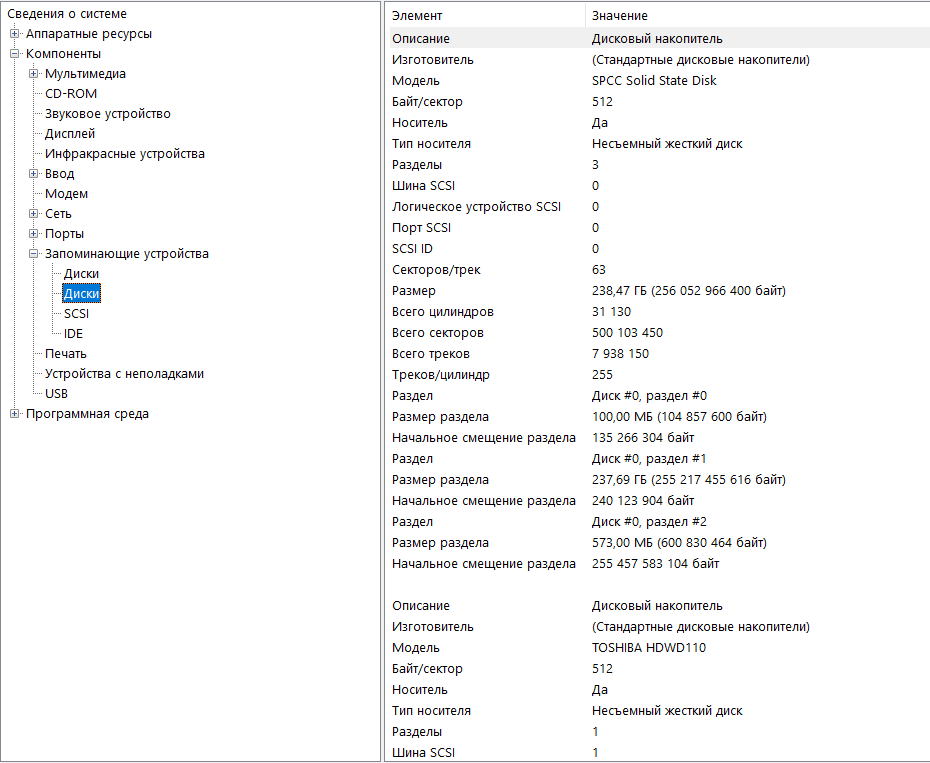 Сведения о системе
Аппаратные ресурсы
Компоненты
Мультимедиа
CD-ROM
Звуковое устройство
Дисплей
Инфракрасные устройства
Ввод
Модем
Сеть
Порты
Запоминающие устройства
Диски
Диски
SCSI
IDE
Печать
Устройства с неполадками
USB
Программная среда
Элемент Значение
Описание Дисковый накопитель
Изготовитель (Стандартные дисковые накопители)
Модель SPCC Solid State Disk
Байт/сектор 512
Носитель Да
Тип носителя Несъемный жесткий диск
Разделы 3
Шина SCSI 0
Логическое устройство SCSI 0
Порт SCSI 0
SCSI ID 0
Секторов/трек 63
Размер 238,47 ГБ (256 052 966 400 байт)
Всего цилиндров 31 130
Всего секторов 500 103 450
Всего треков 7 938 150
Треков/цилиндр 255
Раздел Диск #0, раздел #0
Размер раздела 100,00 МБ (104 857 600 байт)
Начальное смещение раздела 135 266 304 байт
Раздел Диск #0, раздел #1
Размер раздела 237,69 ГБ (255 217 455 616 байт)
Начальное смещение раздела 240 123 904 байт
Раздел Диск #0, раздел #2
Размер раздела 573,00 МБ (600 830 464 байт)
Начальное смещение раздела 255 457 583 104 байт
Описание Дисковый накопитель
Изготовитель (Стандартные дисковые накопители)
Модель TOSHIBA HDWD110
Байт/сектор 512
Носитель Да
Тип носителя Несъемный жесткий диск
Разделы 1
Шина SCSI 1